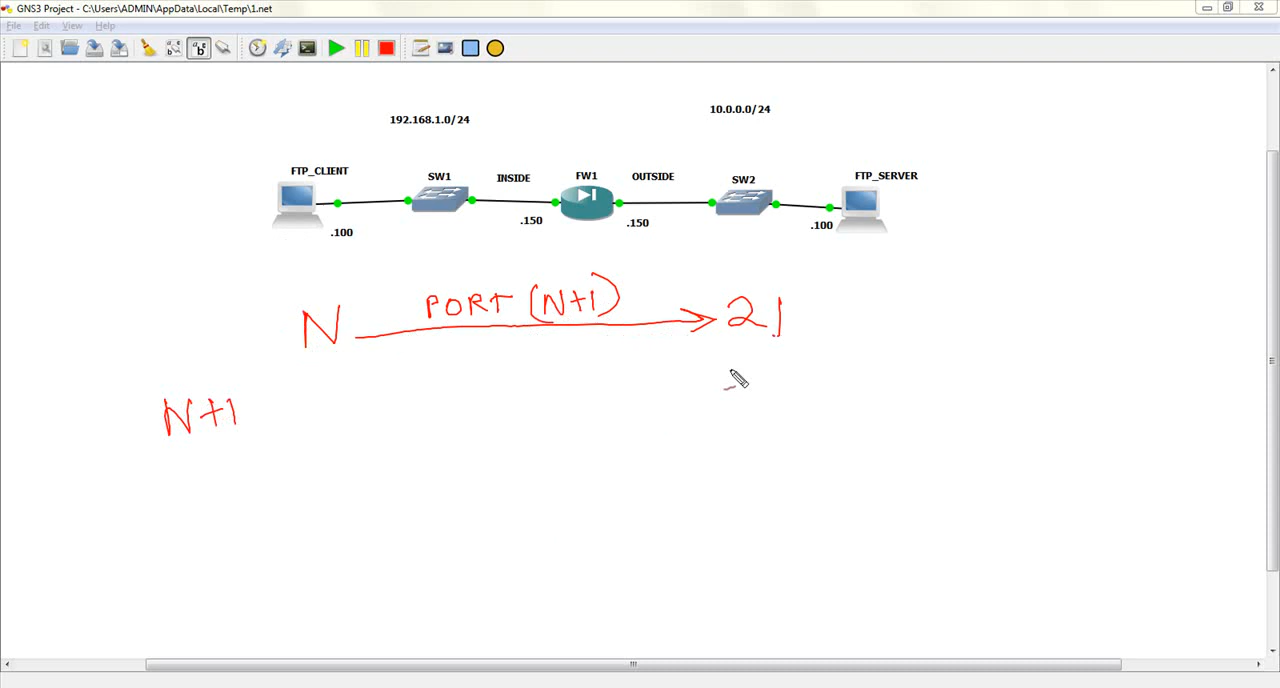 GNS3 Project - C:\Users\ADMIN\AppData\Local\Temp\1.net
File Edit View Help
192.168.1.0/24
10.0.0.0/24
FTP_CLIENT
SW1
INSIDE
FW1
OUTSIDE
SW2
FTP_SERVER
.100
.150
.150
.100
N PORT (N+1) 21
N+1